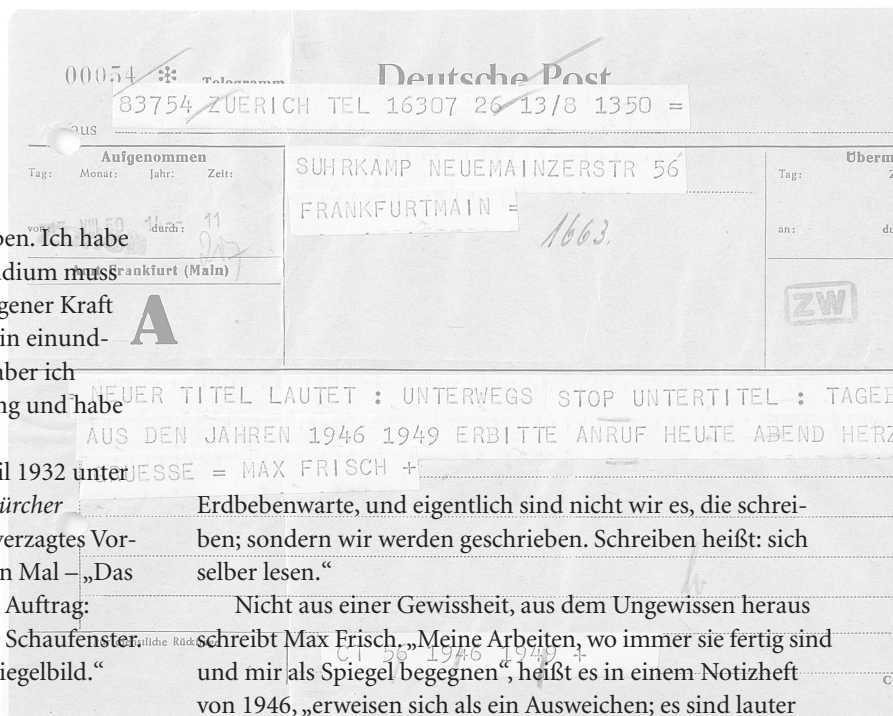 00054 * Telegramm Deutsche Post
83754 ZUERICH TEL 16307 26 13/8 1350 =
aus
Aufgenommen
Tag: Monat: Jahr: Zeit:
SUHRKAMP NEUEMAINZERSTR 56
FRANKFURTMAIN =
Überm
Tag: Z
durch: 11
an: du
1663.
Amt Frankfurt (Main)
A
ZW
NEUER TITEL LAUTET : UNTERWEGS STOP UNTERTITEL : TAGEB
AUS DEN JAHREN 1946 1949 ERBITTE ANRUF HEUTE ABEND HERZ
GRUESSE = MAX FRISCH +
CT 56 1946 1949 +
ben. Ich habe
dium muss
gener Kraft
in einund-
aber ich
ng und habe
il 1932 unter
ürcher
verzagtes Vor-
n Mal – „Das
Auftrag:
Schaufenster.
iegelbild.“
Erdbebenwarte, und eigentlich sind nicht wir es, die schrei-
ben; sondern wir werden geschrieben. Schreiben heißt: sich
selber lesen.“
Nicht aus einer Gewissheit, aus dem Ungewissen heraus
schreibt Max Frisch. „Meine Arbeiten, wo immer sie fertig sind
und mir als Spiegel begegnen“, heißt es in einem Notizheft
von 1946, „erweisen sich als ein Ausweichen; es sind lauter